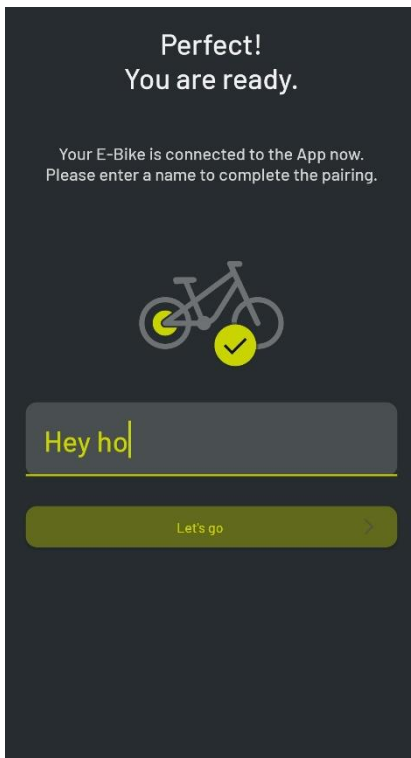 Perfect!
You are ready.
Your E-Bike is connected to the App now.
Please enter a name to complete the pairing.
Hey ho
Let's go